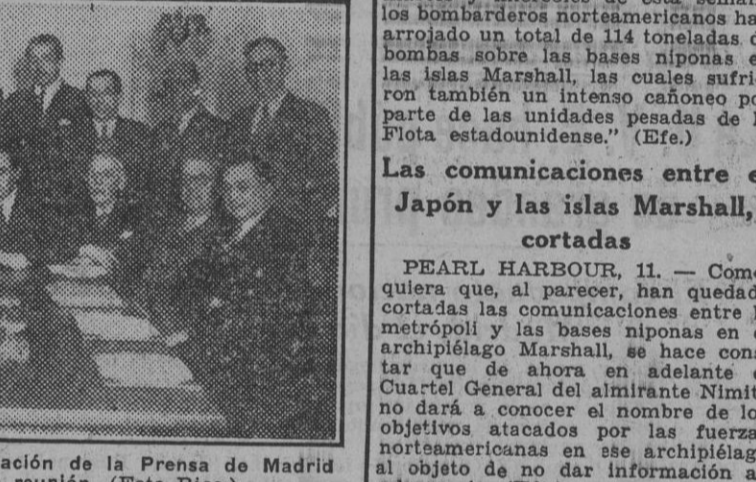 ación de la Prensa de Madrid
los bombarderos norteamericanos ha
arrojado un total de 114 toneladas d
bombas sobre las bases niponas e
las islas Marshall, las cuales sufri-
ron también un intenso cañoneo po
parte de las unidades pesadas de l
Flota estadounidense." (Efe.)
Las comunicaciones entre e
Japón y las islas Marshall,
cortadas
PEARL HARBOUR, 11. — Como
quiera que, al parecer, han quedad
cortadas las comunicaciones entre l
metrópoli y las bases niponas en e
archipiélago Marshall, se hace cons
tar que de ahora en adelante e
Cuartel General del almirante Nimit
no dará a conocer el nombre de lo
objetivos atacados por las fuerza
norteamericanas en ese archipiélag
al objeto de no dar información a